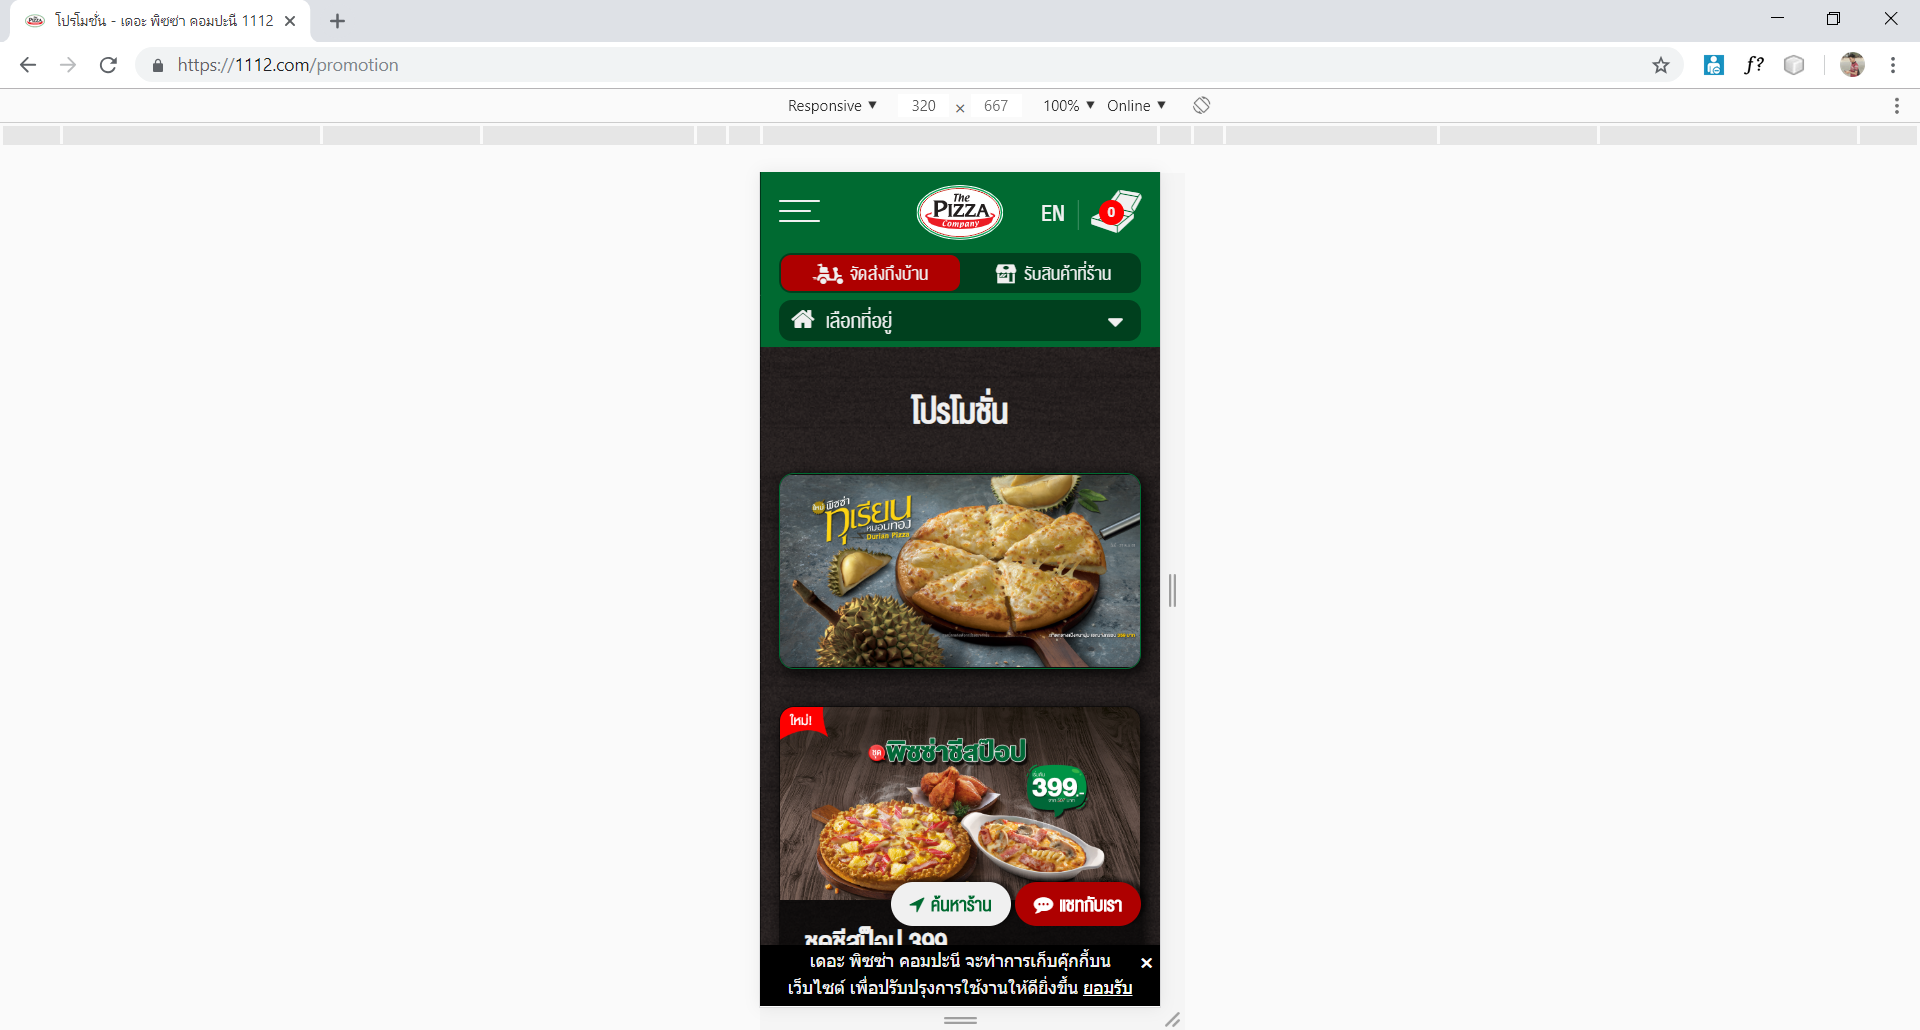 โปรโมชั่น - เดอะ พิซซ่า คอมปะนี 1112
https://1112.com/promotion
f?
Responsive ▼ 320 × 667 100% ▼ Online ▼
The
PIZZA
Company
EN
0
จัดส่งถึงบ้าน
รับสินค้าที่ร้าน
เลือกที่อยู่
โปรโมชั่น
ใหม่ พิซซ่า
ทุเรียน
หมอนทอง
Durian Pizza
ใหม่!
ชุด พิซซ่าชีสป๊อป
เริ่มต้น
399.-
ค้นหาร้าน
แชทกับเรา
ชุดชีสป๊อป 399
เดอะ พิซซ่า คอมปะนี จะทำการเก็บคุ๊กกี้บน
เว็บไซต์ เพื่อปรับปรุงการใช้งานให้ดียิ่งขึ้น ยอมรับ